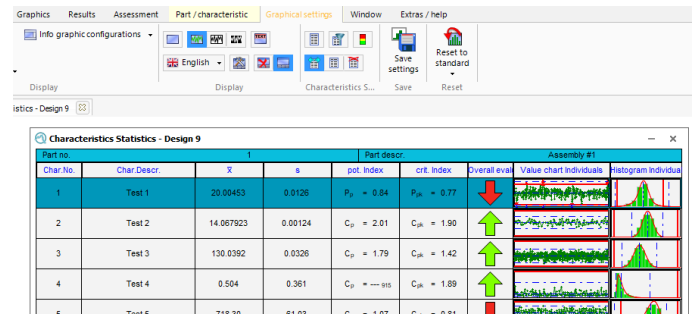 Graphics Results Assessment Part / characteristic Graphical settings Window Extras / help
Info graphic configurations
TEST
English
Save settings
Reset to standard
Display Display Characteristics S... Save Reset
istics - Design 9
Characteristics Statistics - Design 9
Part no. 1 Part descr. Assembly #1
Char.No. Char.Descr. x̅ s pot. Index crit. Index Overall eval Value chart Individuals Histogram Individua
1 Test 1 20.00453 0.0126 Pp = 0.84 Ppk = 0.77
2 Test 2 14.067923 0.00124 Cp = 2.01 Cpk = 1.90
3 Test 3 130.0392 0.0326 Cp = 1.79 Cpk = 1.42
4 Test 4 0.504 0.361 Cp = --- 915 Cpk = 1.89